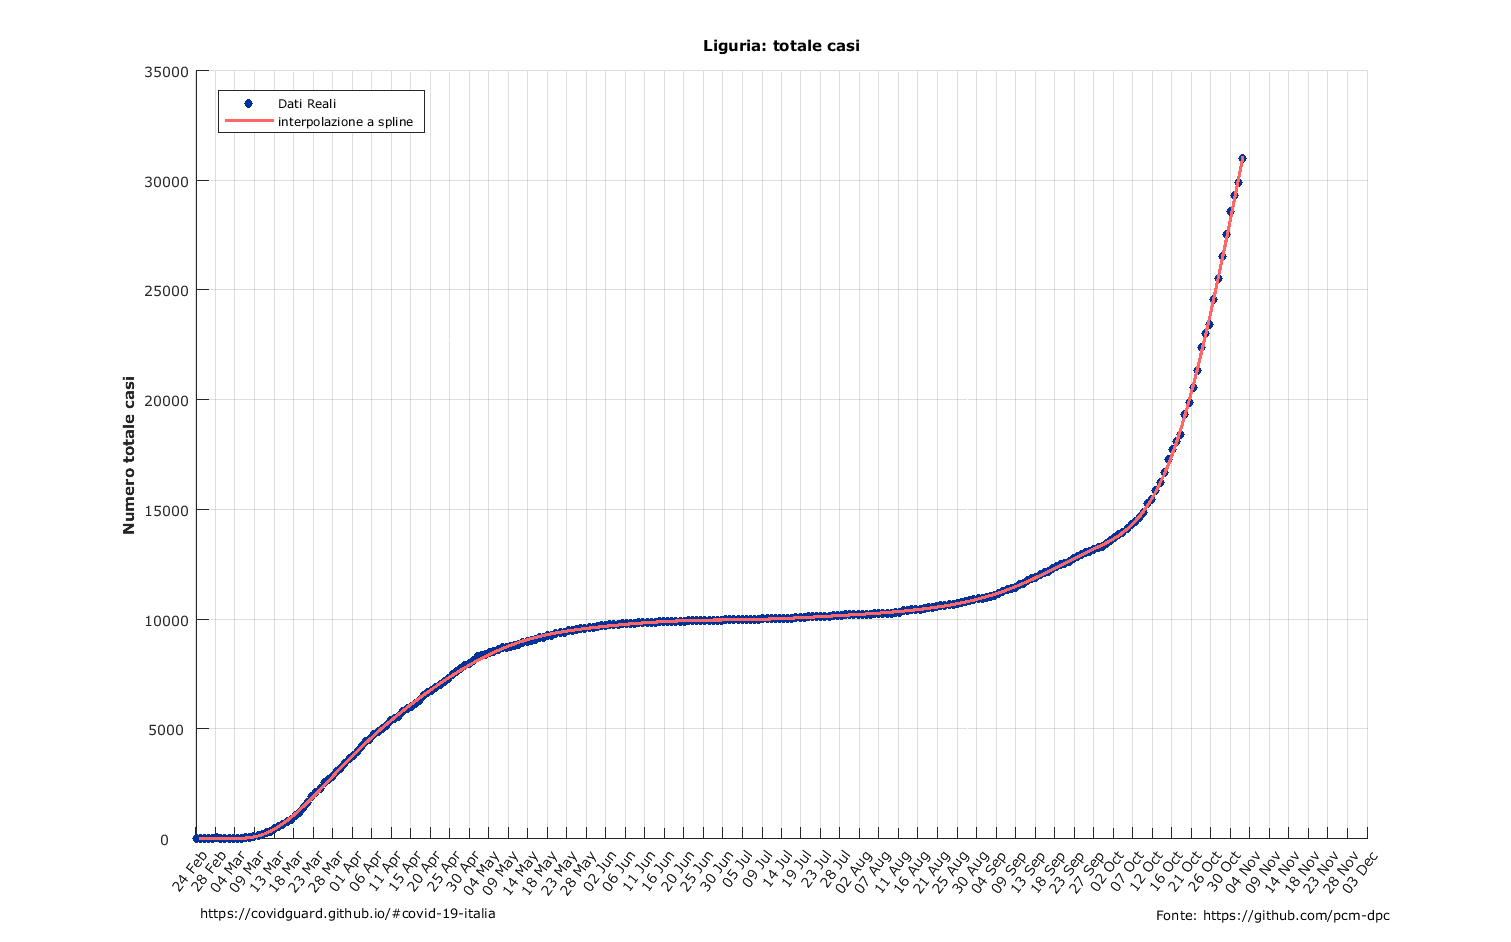 Liguria: totale casi
35000
30000
25000
20000
15000
10000
5000
0
Numero totale casi
Dati Reali
interpolazione a spline
24 Feb
28 Feb
04 Mar
09 Mar
13 Mar
18 Mar
23 Mar
28 Mar
01 Apr
06 Apr
11 Apr
15 Apr
20 Apr
25 Apr
30 Apr
04 May
09 May
14 May
18 May
23 May
28 May
02 Jun
06 Jun
11 Jun
16 Jun
20 Jun
25 Jun
30 Jun
05 Jul
09 Jul
14 Jul
19 Jul
23 Jul
28 Jul
02 Aug
07 Aug
11 Aug
16 Aug
21 Aug
25 Aug
30 Aug
04 Sep
09 Sep
13 Sep
18 Sep
23 Sep
27 Sep
02 Oct
07 Oct
12 Oct
16 Oct
21 Oct
26 Oct
30 Oct
04 Nov
09 Nov
14 Nov
18 Nov
23 Nov
28 Nov
03 Dec
https://covidguard.github.io/#covid-19-italia
Fonte: https://github.com/pcm-dpc